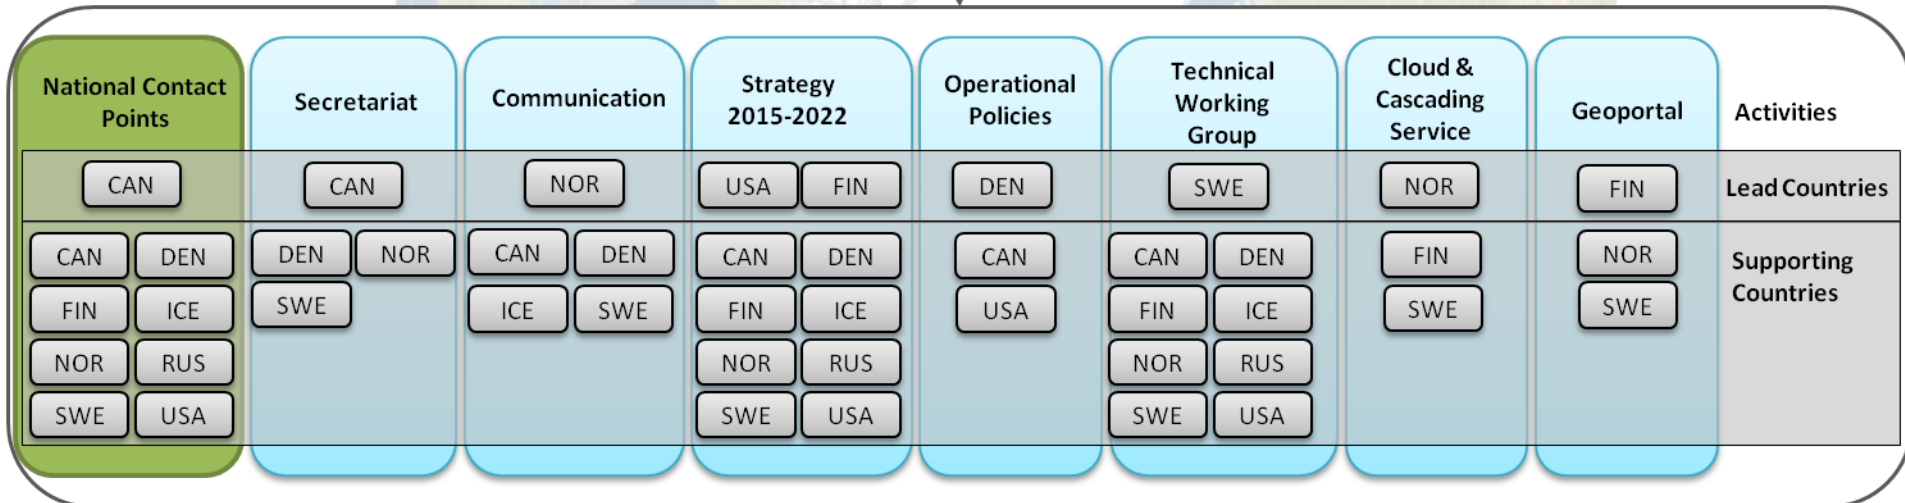 National Contact
Points
Secretariat
Communication
Strategy
2015-2022
Operational
Policies
Technical
Working
Group
Cloud &
Cascading
Service
Geoportal
Activities
CAN
CAN
NOR
USA FIN
DEN
SWE
NOR
FIN
Lead Countries
CAN DEN
FIN ICE
NOR RUS
SWE USA
DEN NOR
SWE
CAN DEN
ICE SWE
CAN DEN
FIN ICE
NOR RUS
SWE USA
CAN
USA
CAN DEN
FIN ICE
NOR RUS
SWE USA
FIN
SWE
NOR
SWE
Supporting
Countries